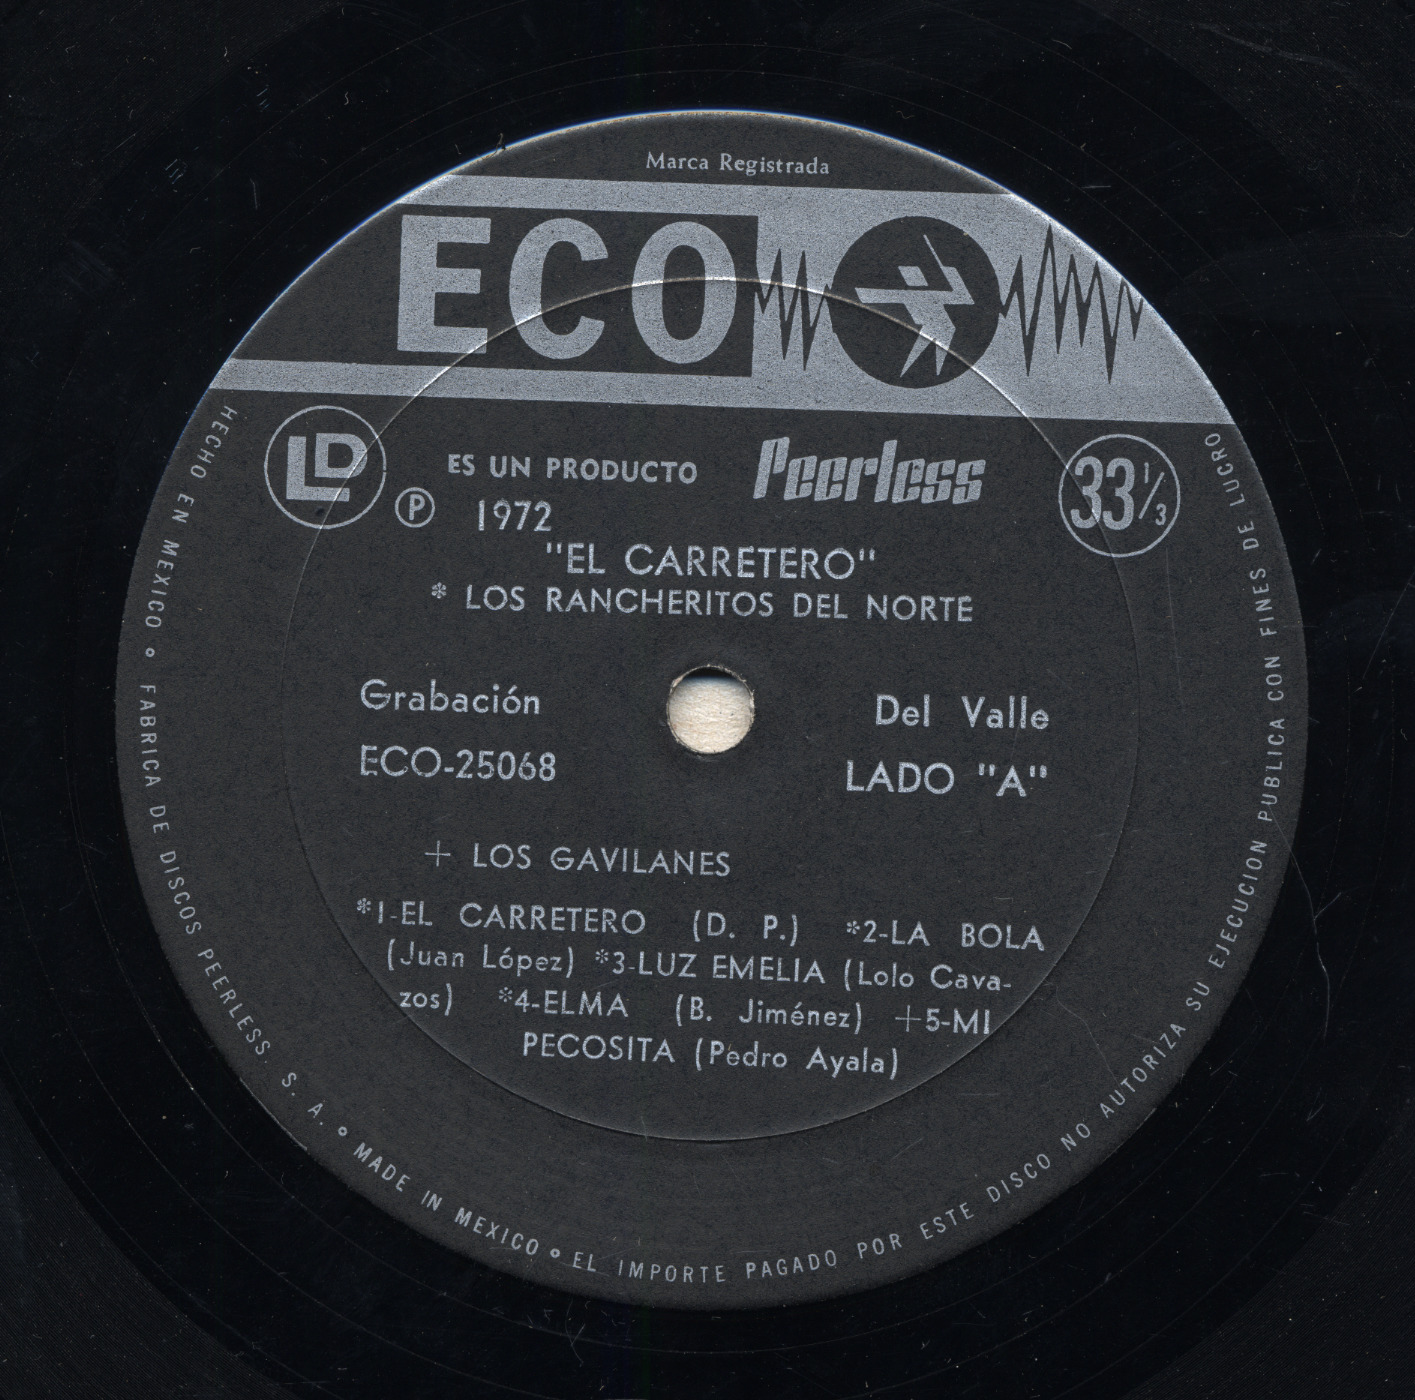 Marca Registrada
ECO
LD
ES UN PRODUCTO Peerless
33 1/3
Ⓟ 1972
"EL CARRETERO"
* LOS RANCHERITOS DEL NORTE
Grabación Del Valle
ECO-25068 LADO "A"
+ LOS GAVILANES
*1-EL CARRETERO (D. P.) *2-LA BOLA
(Juan López) *3-LUZ EMELIA (Lolo Cava-
zos) *4-ELMA (B. Jiménez) +5-MI
PECOSITA (Pedro Ayala)
HECHO EN MEXICO • FABRICA DE DISCOS PEERLESS. S. A. • MADE IN MEXICO • EL IMPORTE PAGADO POR ESTE DISCO NO AUTORIZA SU EJECUCION PUBLICA CON FINES DE LUCRO